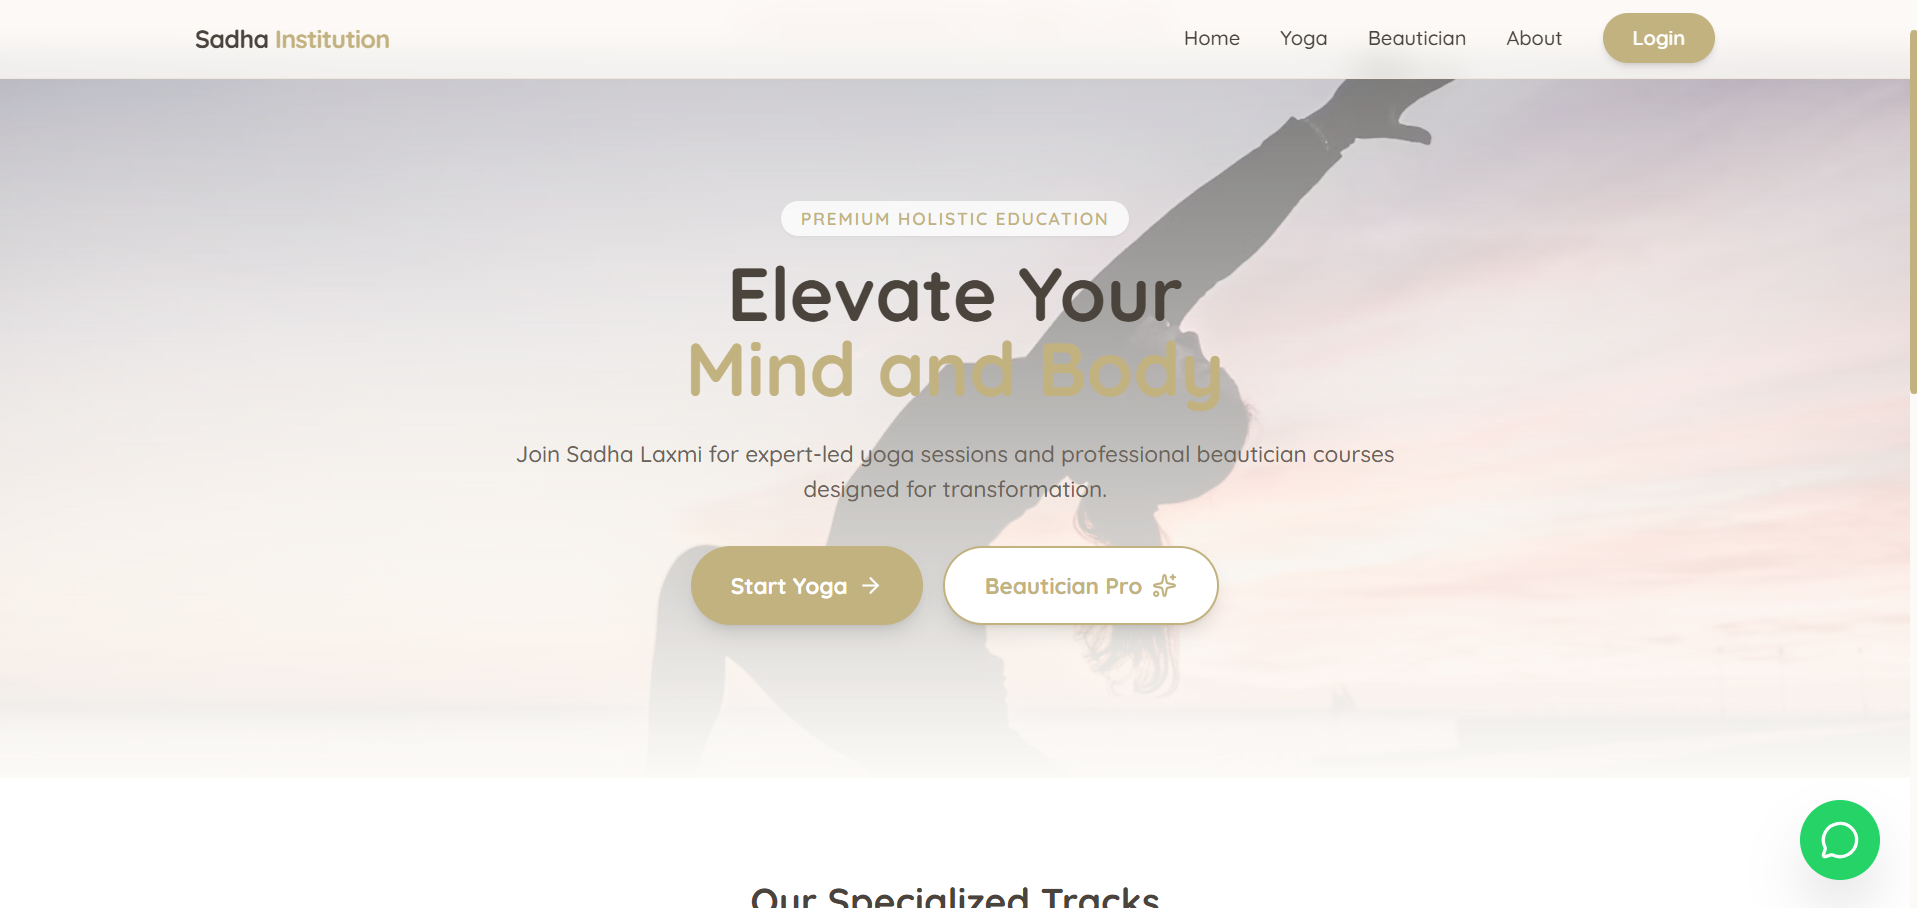 Sadha Institution
Home
Yoga
Beautician
About
Login
PREMIUM HOLISTIC EDUCATION
Elevate Your
Mind and Body
Join Sadha Laxmi for expert-led yoga sessions and professional beautician courses
designed for transformation.
Start Yoga
Beautician Pro
Our Specialized Tracks